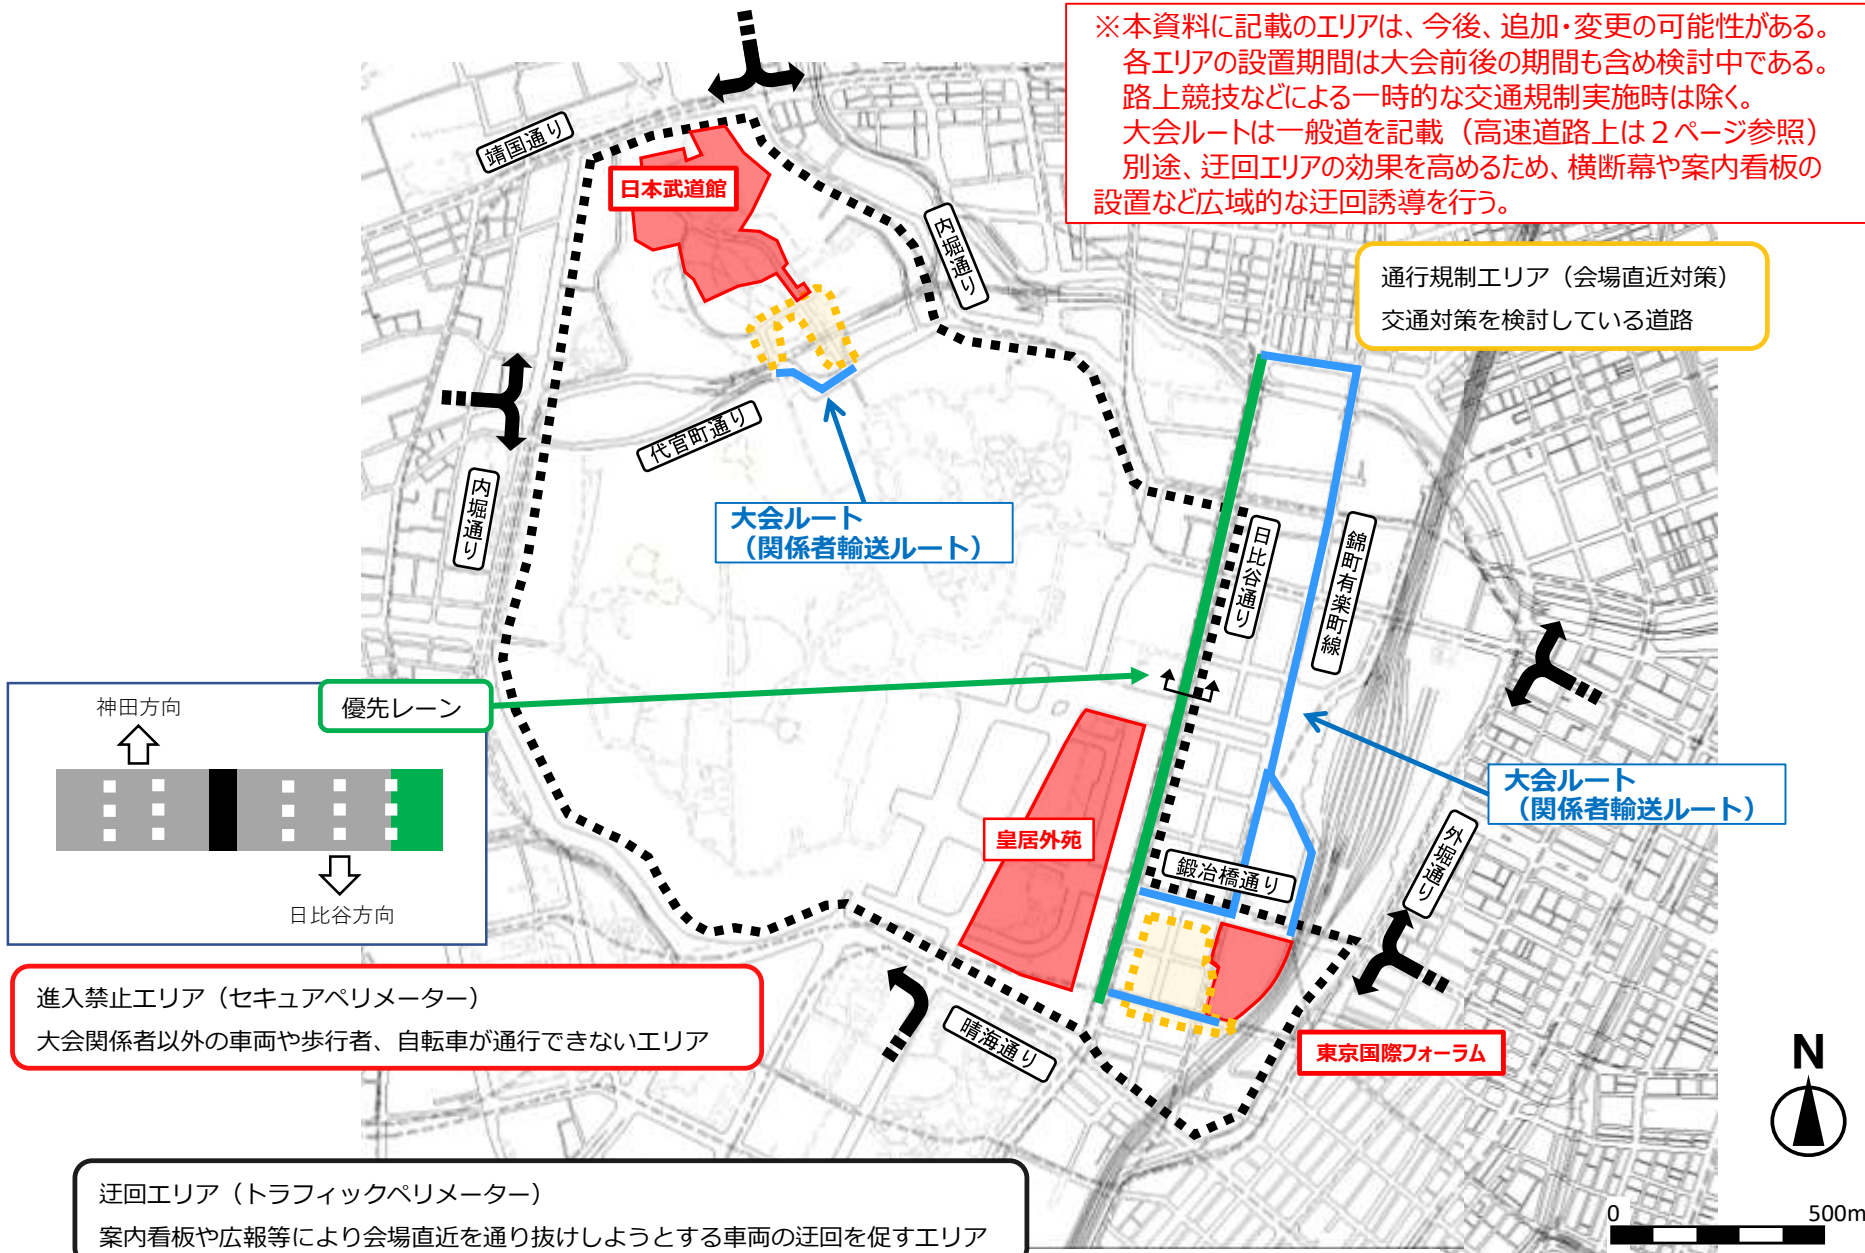 ※本資料に記載のエリアは、今後、追加・変更の可能性がある。
各エリアの設置期間は大会前後の期間も含め検討中である。
路上競技などによる一時的な交通規制実施時は除く。
大会ルートは一般道を記載（高速道路上は２ページ参照）
別途、迂回エリアの効果を高めるため、横断幕や案内看板の
設置など広域的な迂回誘導を行う。
靖国通り
日本武道館
内堀通り
通行規制エリア（会場直近対策）
交通対策を検討している道路
代官町通り
内堀通り
大会ルート
（関係者輸送ルート）
日比谷通り
錦町有楽町線
優先レーン
神田方向
日比谷方向
大会ルート
（関係者輸送ルート）
皇居外苑
鍛冶橋通り
外堀通り
進入禁止エリア（セキュアペリメーター）
大会関係者以外の車両や歩行者、自転車が通行できないエリア
晴海通り
東京国際フォーラム
N
迂回エリア（トラフィックペリメーター）
案内看板や広報等により会場直近を通り抜けしようとする車両の迂回を促すエリア
0
500m